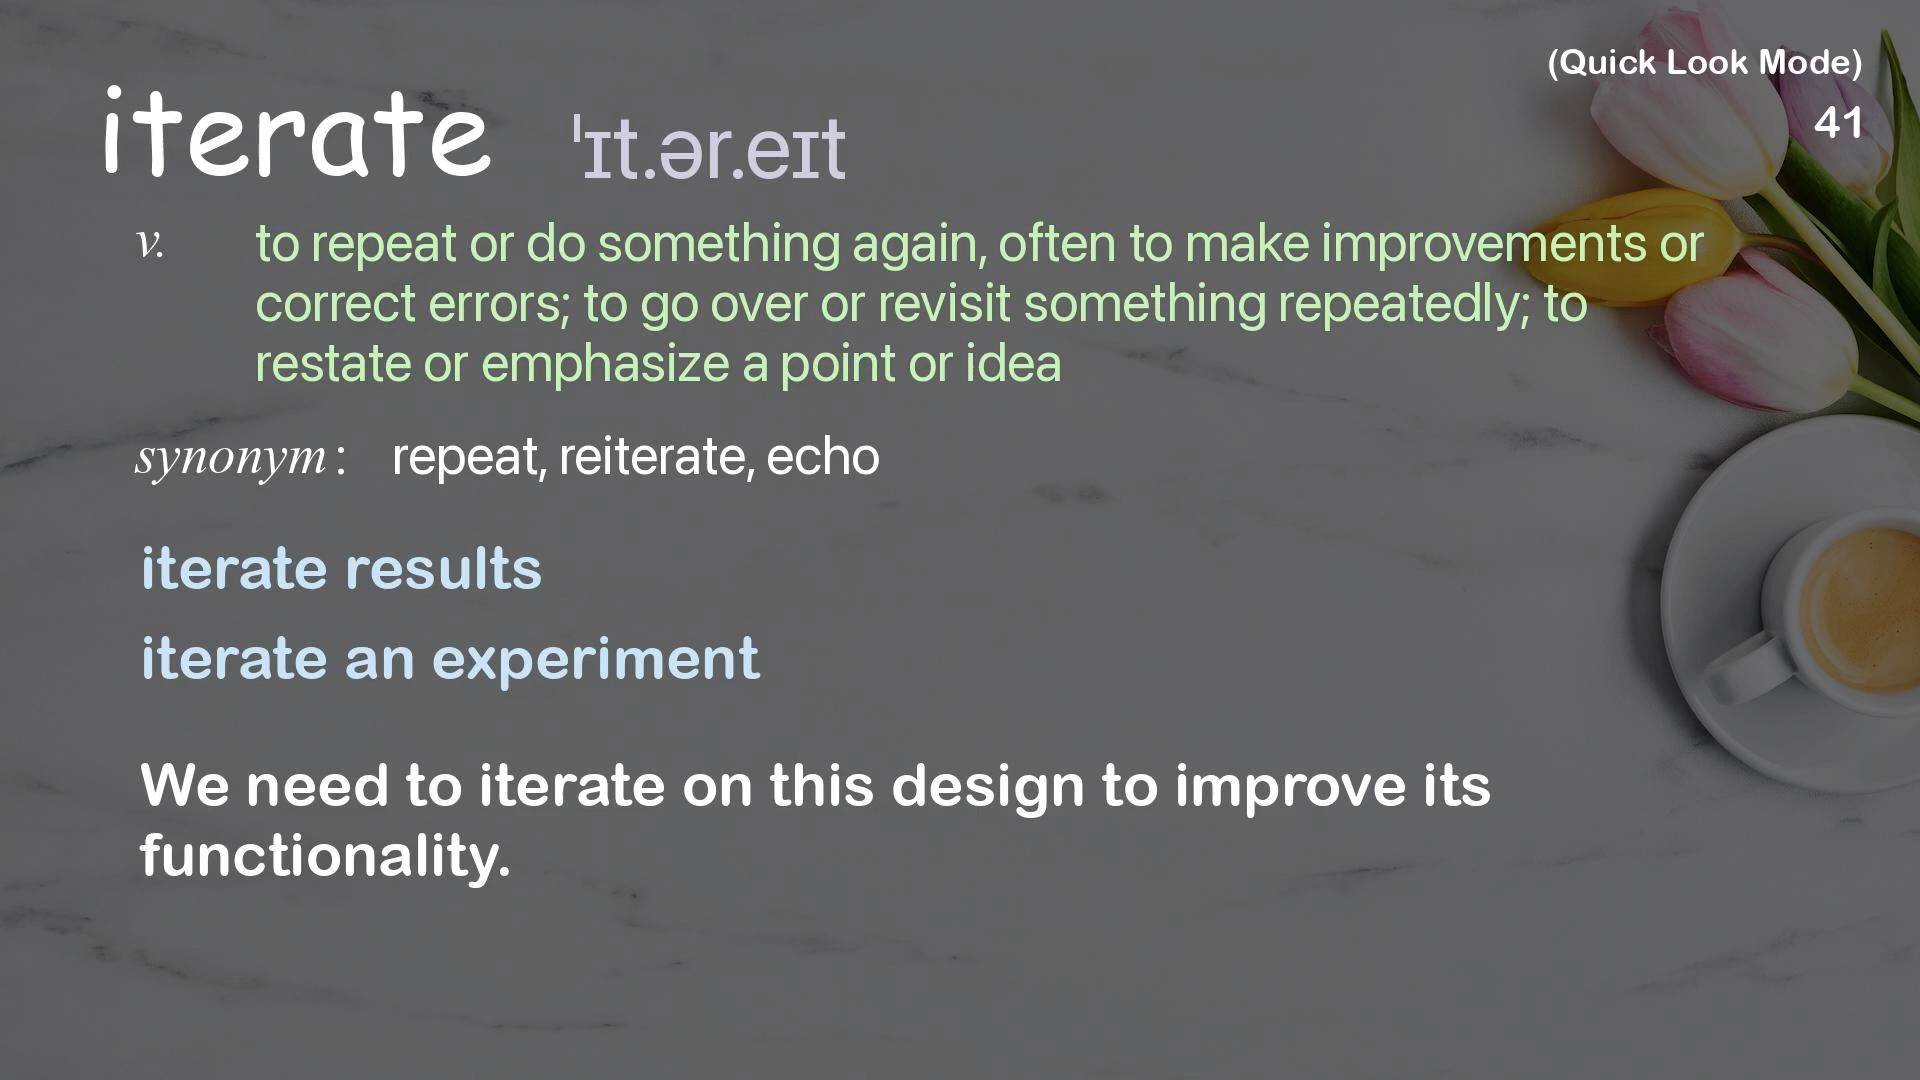 (Quick Look Mode)
41
iterate ˈɪt.ər.eɪt
v. to repeat or do something again, often to make improvements or
correct errors; to go over or revisit something repeatedly; to
restate or emphasize a point or idea
synonym: repeat, reiterate, echo
iterate results
iterate an experiment
We need to iterate on this design to improve its
functionality.